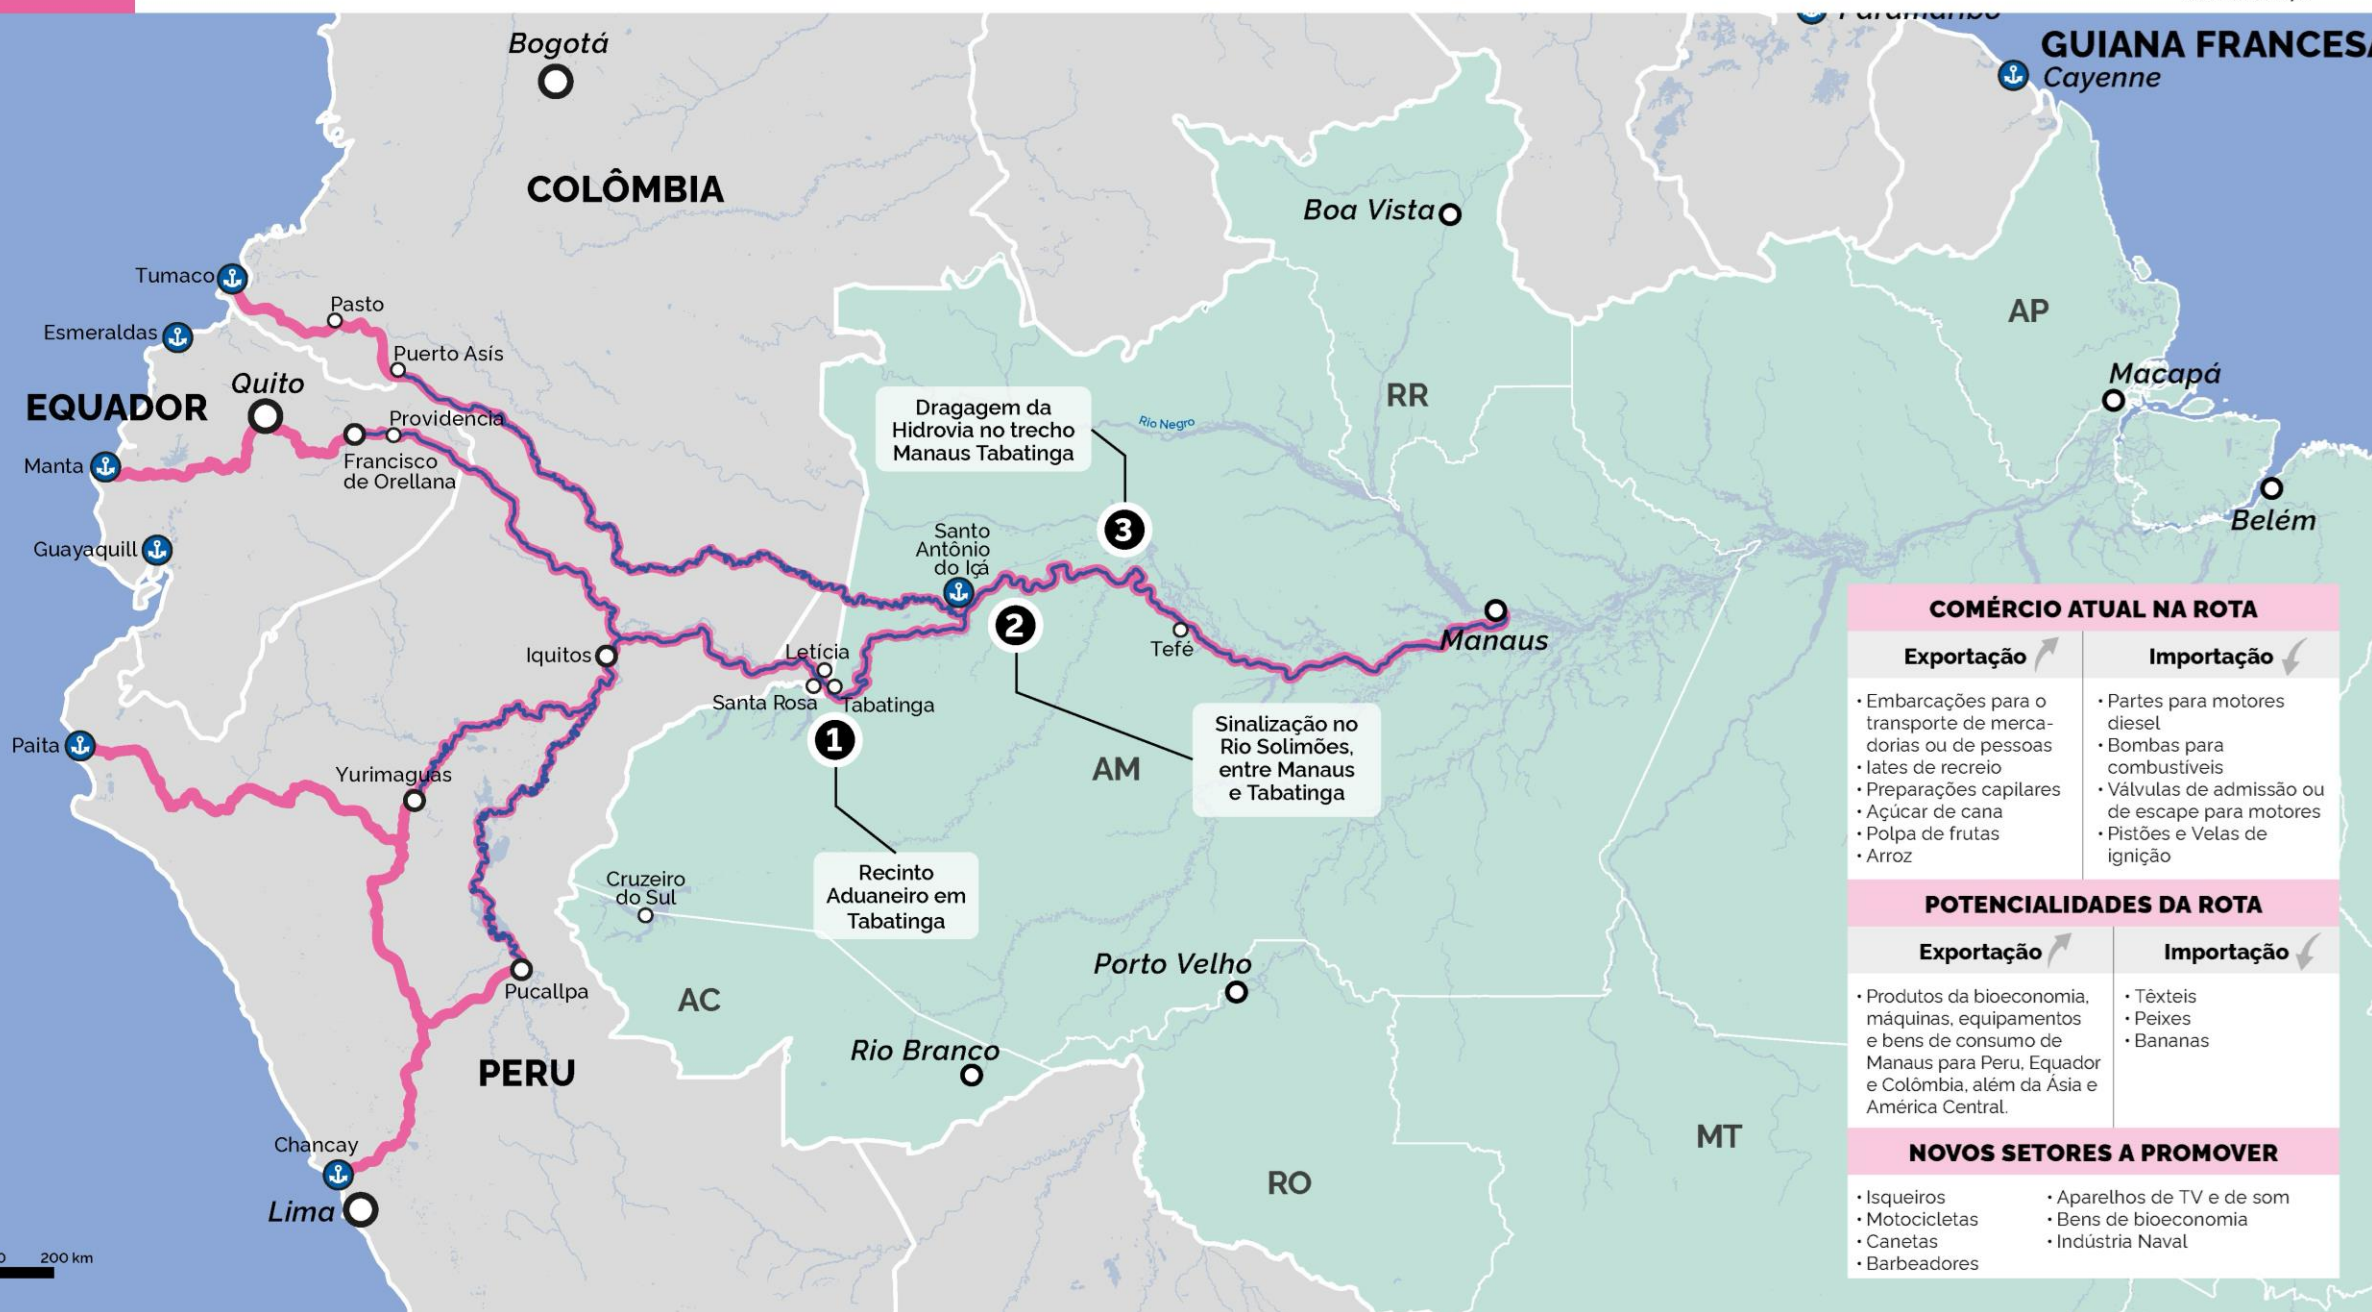 Paramaribo
GUIANA FRANCESA
Cayenne
Bogotá
COLÔMBIA
Boa Vista
Tumaco
Pasto
Esmeraldas
Puerto Asís
AP
Quito
EQUADOR
Macapá
RR
Providencia
Dragagem da
Hidrovia no trecho
Manaus Tabatinga
Rio Negro
Manta
Francisco
de Orellana
Belém
3
Santo
Antônio
do Içá
Guayaquill
2
Manaus
Tefé
Iquitos
Letícia
Santa Rosa
Tabatinga
1
Paita
Yurimaguas
AM
Sinalização no
Rio Solimões,
entre Manaus
e Tabatinga
Recinto
Aduaneiro em
Tabatinga
Cruzeiro
do Sul
Porto Velho
Pucallpa
AC
Rio Branco
PERU
MT
Chancay
RO
Lima
0 200 km
COMÉRCIO ATUAL NA ROTA
Exportação
• Embarcações para o
transporte de merca-
dorias ou de pessoas
• Iates de recreio
• Preparações capilares
• Açúcar de cana
• Polpa de frutas
• Arroz
Importação
• Partes para motores
diesel
• Bombas para
combustíveis
• Válvulas de admissão ou
de escape para motores
• Pistões e Velas de
ignição
POTENCIALIDADES DA ROTA
Exportação
• Produtos da bioeconomia,
máquinas, equipamentos
e bens de consumo de
Manaus para Peru, Equador
e Colômbia, além da Ásia e
América Central.
Importação
• Têxteis
• Peixes
• Bananas
NOVOS SETORES A PROMOVER
• Isqueiros
• Motocicletas
• Canetas
• Barbeadores
• Aparelhos de TV e de som
• Bens de bioeconomia
• Indústria Naval